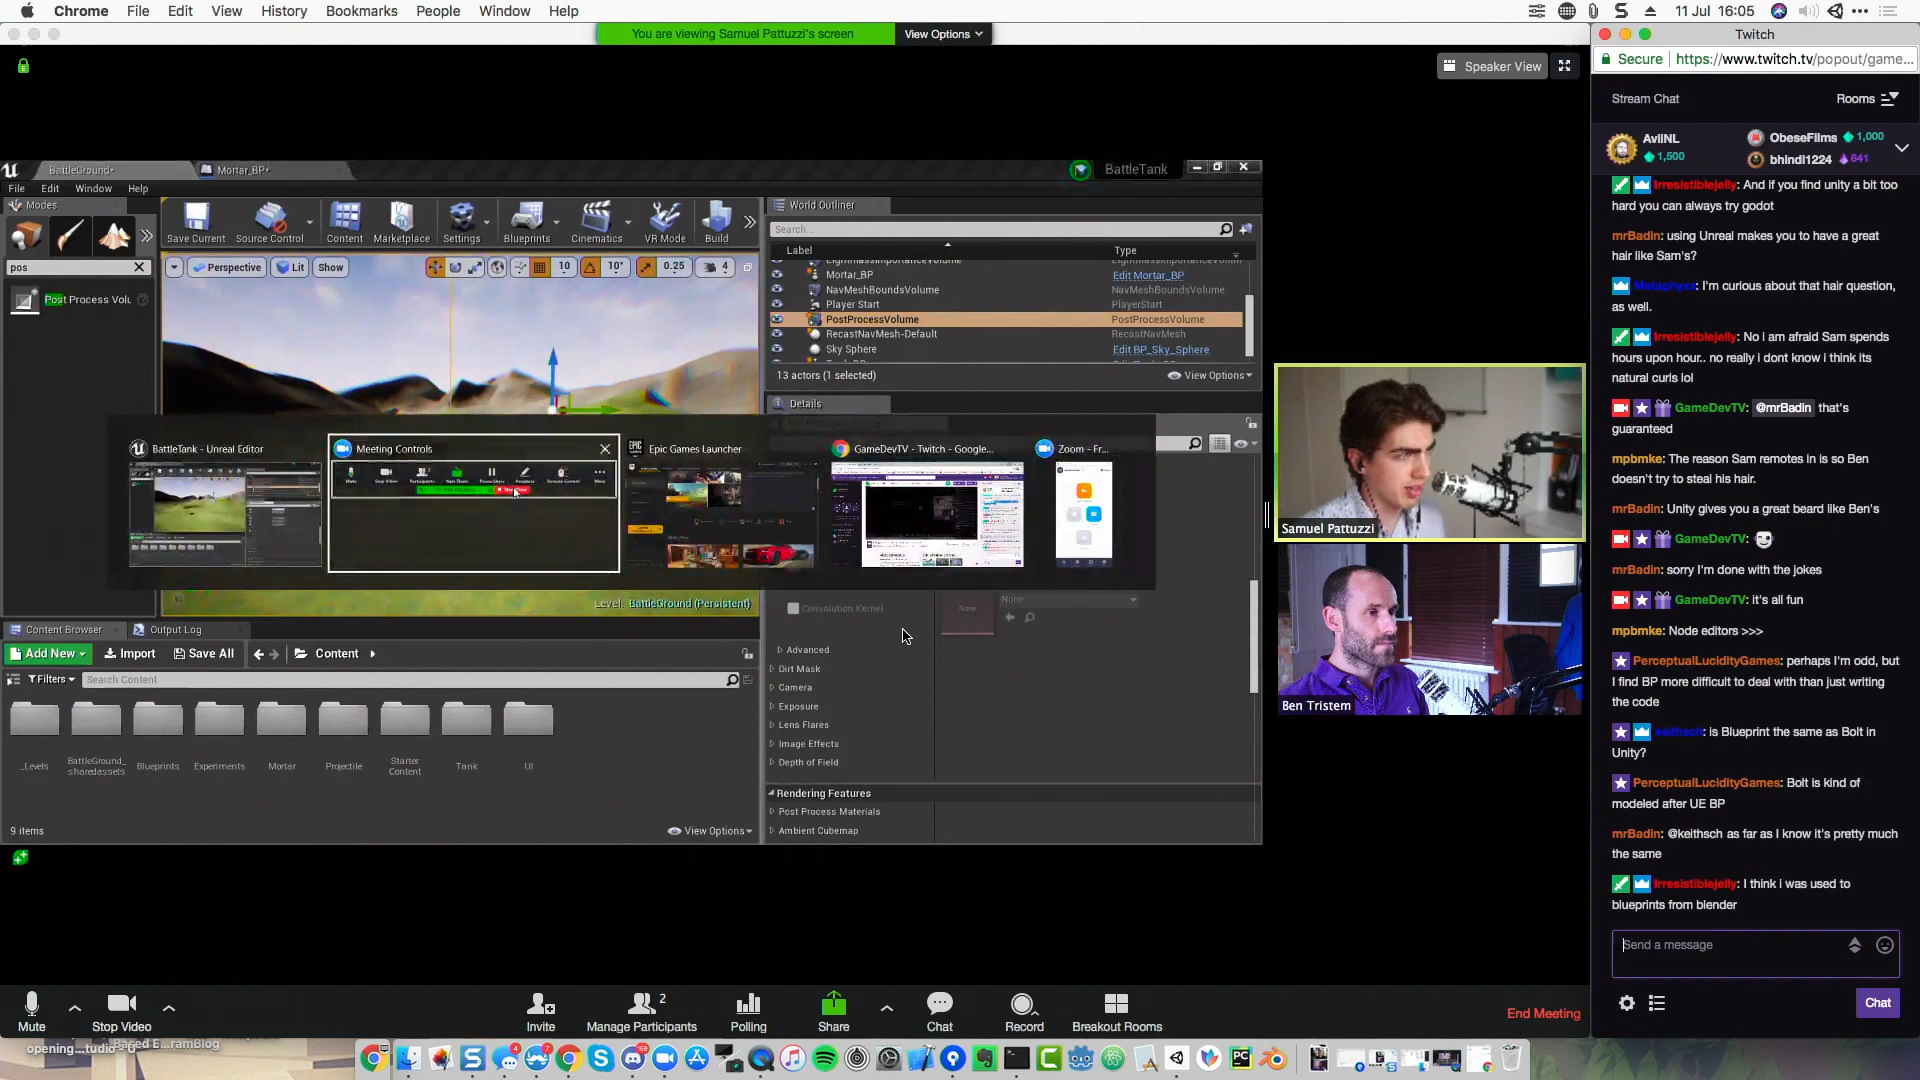 Chrome File Edit View History Bookmarks People Window Help
11 Jul 16:05
You are viewing Samuel Pattuzzi's screen
View Options
Speaker View
BattleGround•
Mortar_BP•
BattleTank
File Edit Window Help
Modes
pos
Post Process Volu
Save Current
Source Control
Content
Marketplace
Settings
Blueprints
Cinematics
VR Mode
Build
Perspective
Lit
Show
10
10°
0.25
4
World Outliner
Search...
Label
Type
Mortar_BP
Edit Mortar_BP
NavMeshBoundsVolume
NavMeshBoundsVolume
Player Start
PlayerStart
PostProcessVolume
PostProcessVolume
RecastNavMesh-Default
RecastNavMesh
Sky Sphere
Edit BP_Sky_Sphere
13 actors (1 selected)
View Options
Details
BattleTank - Unreal Editor
Meeting Controls
Epic Games Launcher
GameDevTV - Twitch - Google...
Zoom - Fr...
Level: BattleGround (Persistent)
Convolution Kernel
None
None
Advanced
Dirt Mask
Camera
Exposure
Lens Flares
Image Effects
Depth of Field
Rendering Features
Post Process Materials
Ambient Cubemap
Content Browser
Output Log
Add New
Import
Save All
Content
Filters
Search Content
_Levels
BattleGround_
sharedassets
Blueprints
Experiments
Mortar
Projectile
Starter
Content
Tank
UI
9 items
View Options
Samuel Pattuzzi
Ben Tristem
Mute
Stop Video
Invite
2
Manage Participants
Polling
Share
Chat
Record
Breakout Rooms
End Meeting
Twitch
Secure
https://www.twitch.tv/popout/game...
Stream Chat
Rooms
AvliNL
1,500
ObeseFilms 1,000
bhindi1224 641
Irresistiblejelly: And if you find unity a bit too
hard you can always try godot
mrBadin: using Unreal makes you to have a great
hair like Sam's?
Metaphyxx: I'm curious about that hair question,
as well.
Irresistiblejelly: No i am afraid Sam spends
hours upon hour.. no really i dont know i think its
natural curls lol
GameDevTV: @mrBadin that's
guaranteed
mpbmke: The reason Sam remotes in is so Ben
doesn't try to steal his hair.
mrBadin: Unity gives you a great beard like Ben's
GameDevTV:
mrBadin: sorry I'm done with the jokes
GameDevTV: it's all fun
mpbmke: Node editors >>>
PerceptualLucidityGames: perhaps I'm odd, but
I find BP more difficult to deal with than just writing
the code
keithsch: is Blueprint the same as Bolt in
Unity?
PerceptualLucidityGames: Bolt is kind of
modeled after UE BP
mrBadin: @keithsch as far as I know it's pretty much
the same
Irresistiblejelly: I think i was used to
blueprints from blender
Send a message
Chat